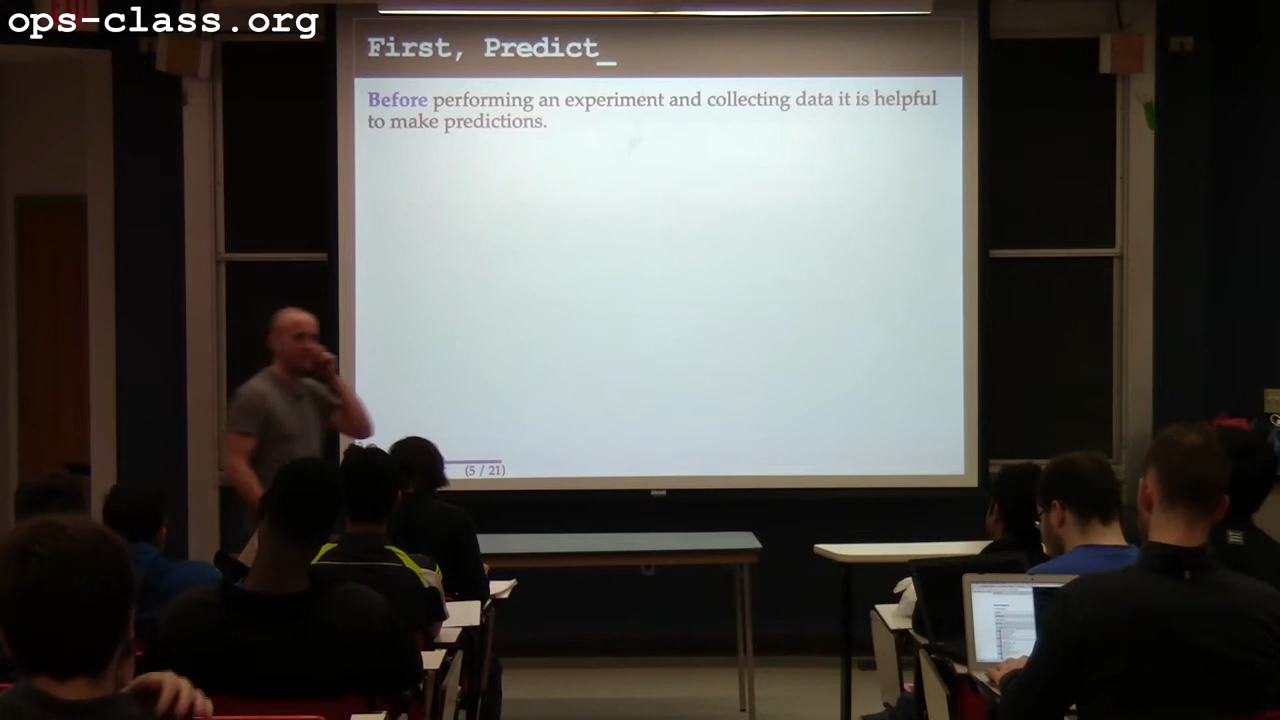 ops-class.org
First, Predict_
Before performing an experiment and collecting data it is helpful
to make predictions.
(5 / 21)